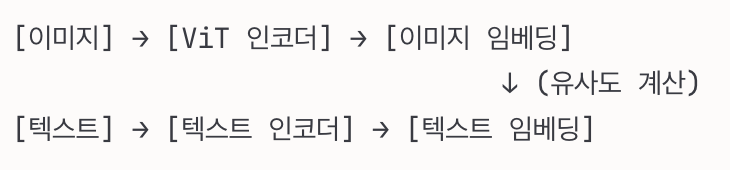 [이미지] → [ViT 인코더] → [이미지 임베딩]
↓ (유사도 계산)
[텍스트] → [텍스트 인코더] → [텍스트 임베딩]